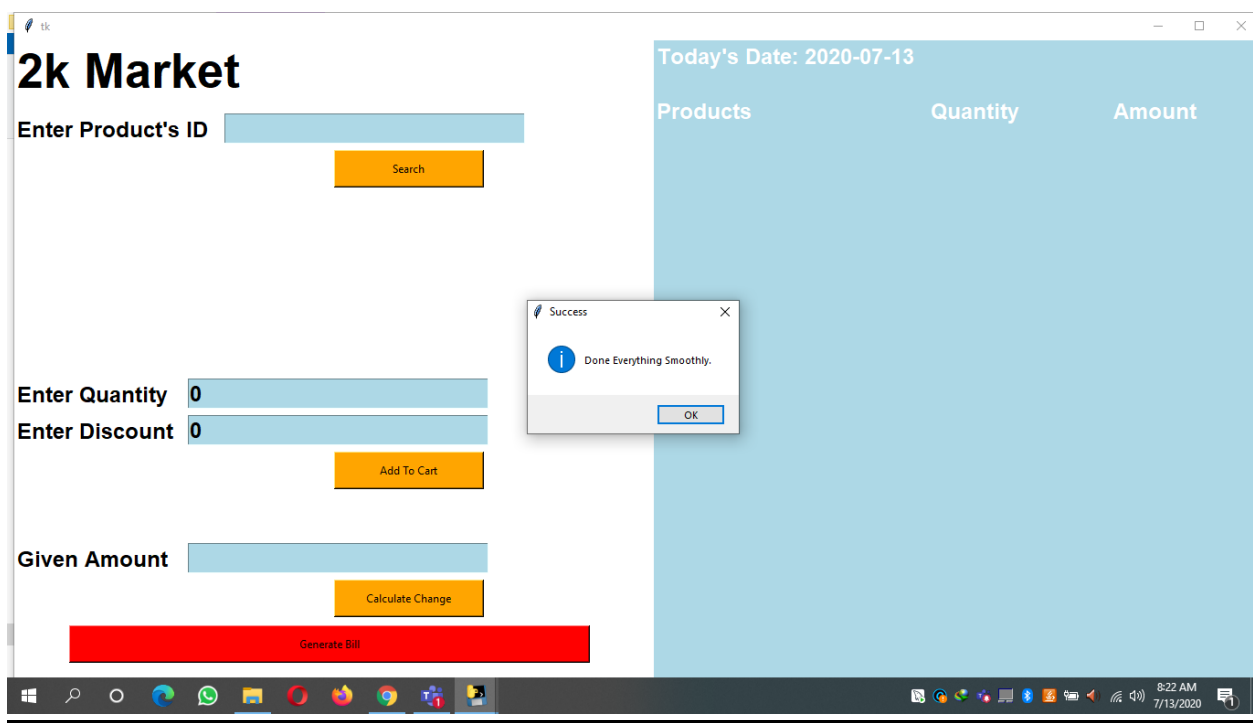 tk
2k Market
Today's Date: 2020-07-13
Products Quantity Amount
Enter Product's ID
Search
Success
Done Everything Smoothly.
OK
Enter Quantity 0
Enter Discount 0
Add To Cart
Given Amount
Calculate Change
Generate Bill
8:22 AM
7/13/2020